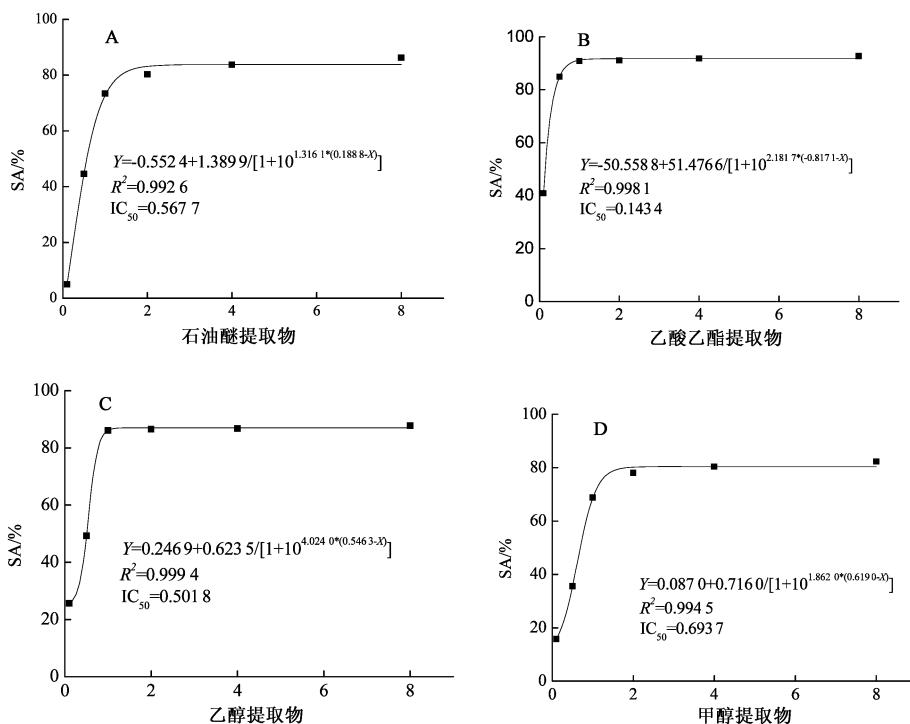 A
SA/%
100
80
60
40
20
0
Y=-0.552 4+1.389 9/[1+10^1.316 1*(0.188 8-X)]
R²=0.992 6
IC50=0.567 7
0 2 4 6 8
石油醚提取物
B
SA/%
100
80
60
40
20
0
Y=-50.558 8+51.476 6/[1+10^2.181 7*(-0.817 1-X)]
R²=0.998 1
IC50=0.143 4
0 2 4 6 8
乙酸乙酯提取物
C
SA/%
100
80
60
40
20
0
Y=0.246 9+0.623 5/[1+10^4.024 0*(0.546 3-X)]
R²=0.999 4
IC50=0.501 8
0 2 4 6 8
乙醇提取物
D
SA/%
100
80
60
40
20
0
Y=0.087 0+0.716 0/[1+10^1.862 0*(0.619 0-X)]
R²=0.994 5
IC50=0.693 7
0 2 4 6 8
甲醇提取物